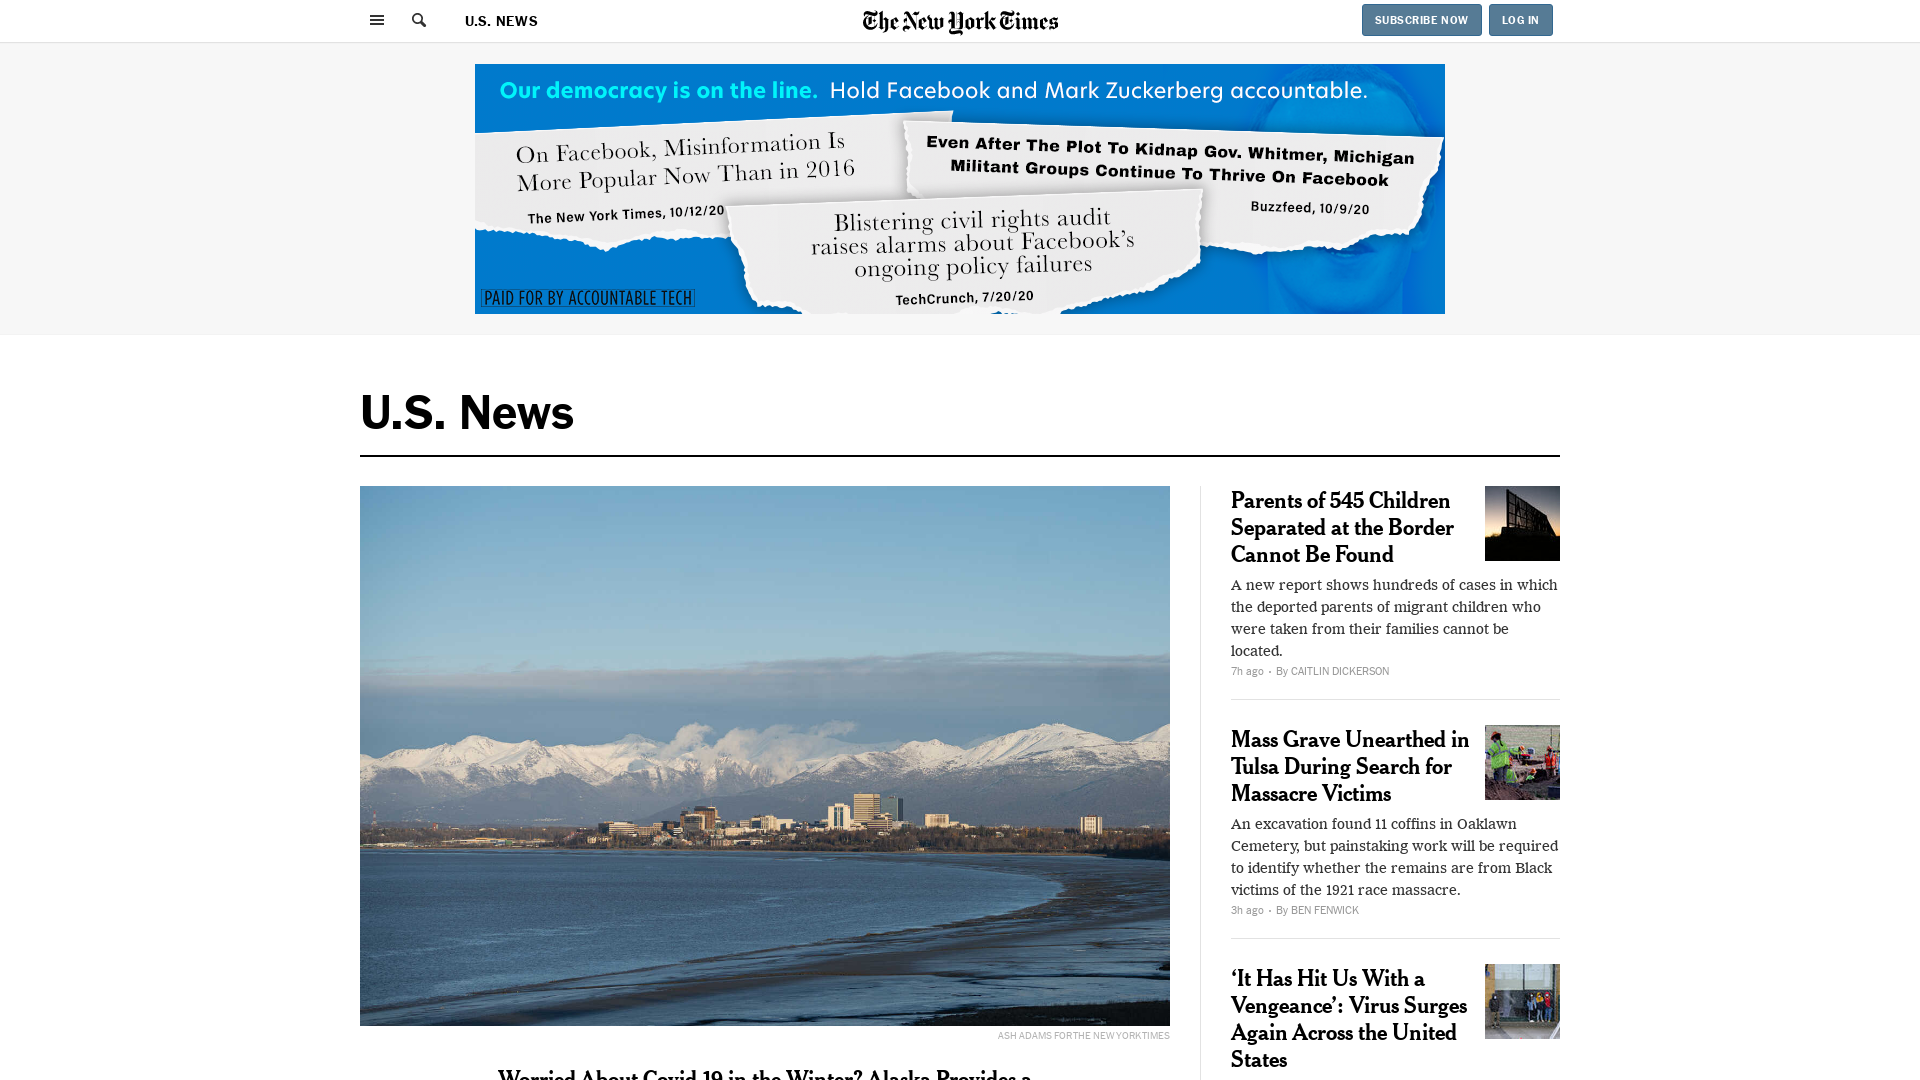 U.S. NEWS
The New York Times
SUBSCRIBE NOW
LOG IN
Our democracy is on the line. Hold Facebook and Mark Zuckerberg accountable.
On Facebook, Misinformation Is
More Popular Now Than in 2016
The New York Times, 10/12/20
Even After The Plot To Kidnap Gov. Whitmer, Michigan
Militant Groups Continue To Thrive On Facebook
Buzzfeed, 10/9/20
Blistering civil rights audit
raises alarms about Facebook's
ongoing policy failures
TechCrunch, 7/20/20
PAID FOR BY ACCOUNTABLE TECH
U.S. News
ASH ADAMS FOR THE NEW YORK TIMES
Worried About Covid-19 in the Winter? Alaska Provides a
Parents of 545 Children
Separated at the Border
Cannot Be Found
A new report shows hundreds of cases in which
the deported parents of migrant children who
were taken from their families cannot be
located.
7h ago • By CAITLIN DICKERSON
Mass Grave Unearthed in
Tulsa During Search for
Massacre Victims
An excavation found 11 coffins in Oaklawn
Cemetery, but painstaking work will be required
to identify whether the remains are from Black
victims of the 1921 race massacre.
3h ago • By BEN FENWICK
‘It Has Hit Us With a
Vengeance’: Virus Surges
Again Across the United
States